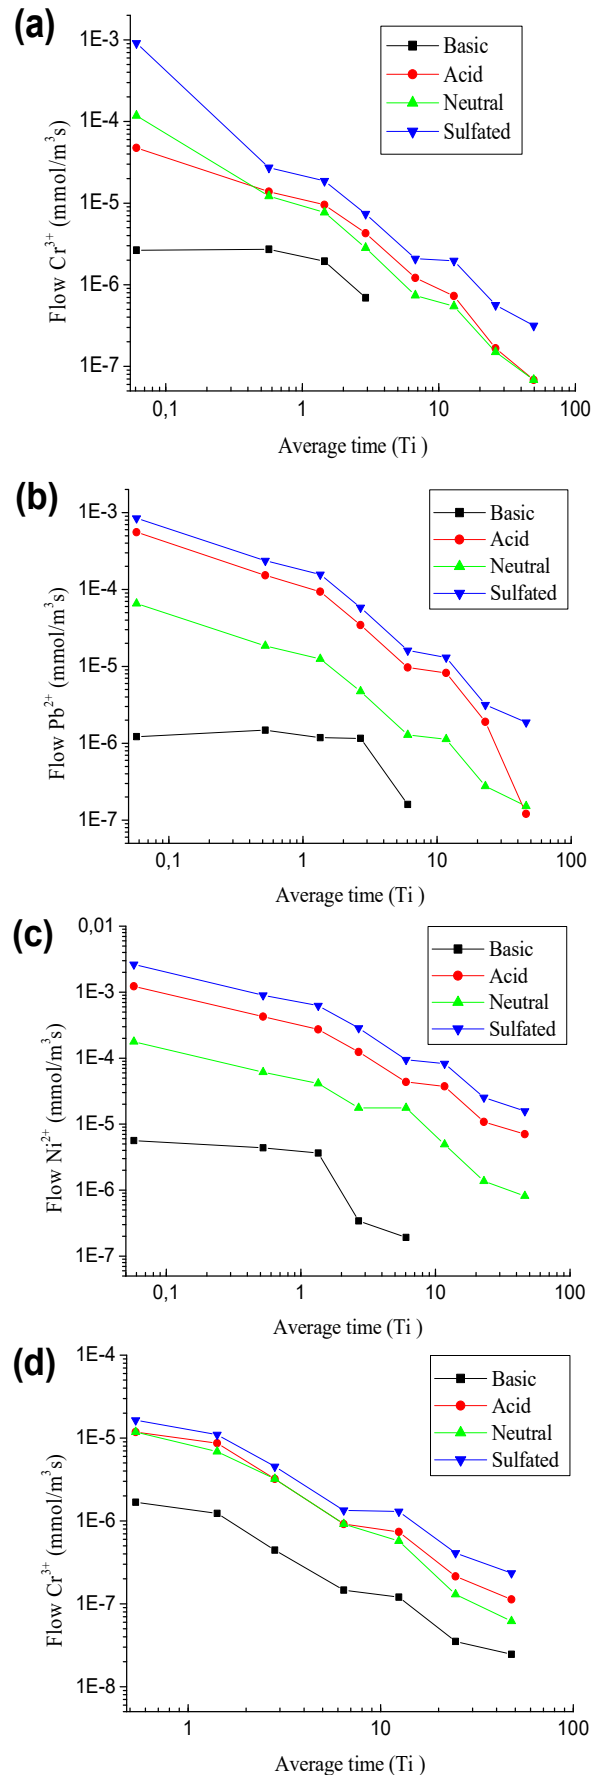 (a)
1E-3
1E-4
1E-5
1E-6
1E-7
Flow Cr³⁺ (mmol/m³s)
Basic
Acid
Neutral
Sulfated
0,1 1 10 100
Average time (Ti )
(b)
1E-3
1E-4
1E-5
1E-6
1E-7
Flow Pb²⁺ (mmol/m³s)
Basic
Acid
Neutral
Sulfated
0,1 1 10 100
Average time (Ti )
(c)
0,01
1E-3
1E-4
1E-5
1E-6
1E-7
Flow Ni²⁺ (mmol/m³s)
Basic
Acid
Neutral
Sulfated
0,1 1 10 100
Average time (Ti )
(d)
1E-4
1E-5
1E-6
1E-7
1E-8
Flow Cr³⁺ (mmol/m³s)
Basic
Acid
Neutral
Sulfated
1 10 100
Average time (Ti )